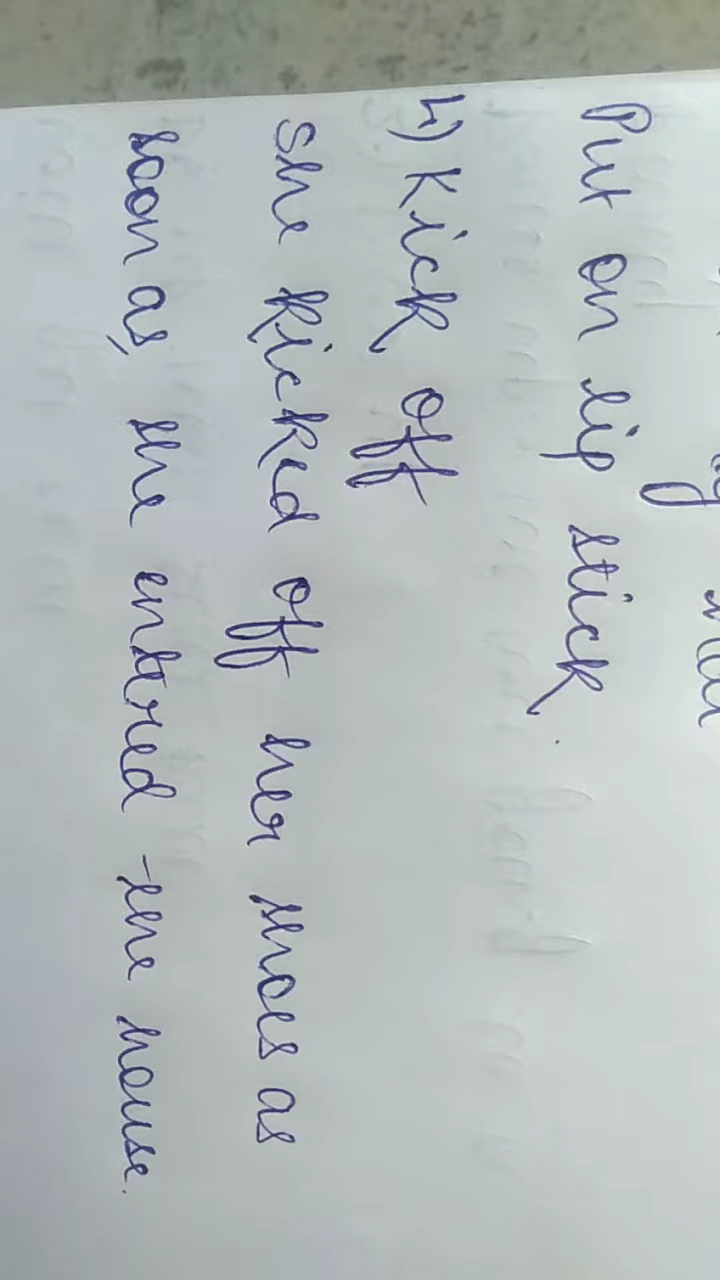 Put on lip stick.
4) Kick off
She kicked off her shoes as
soon as, she entered the house.